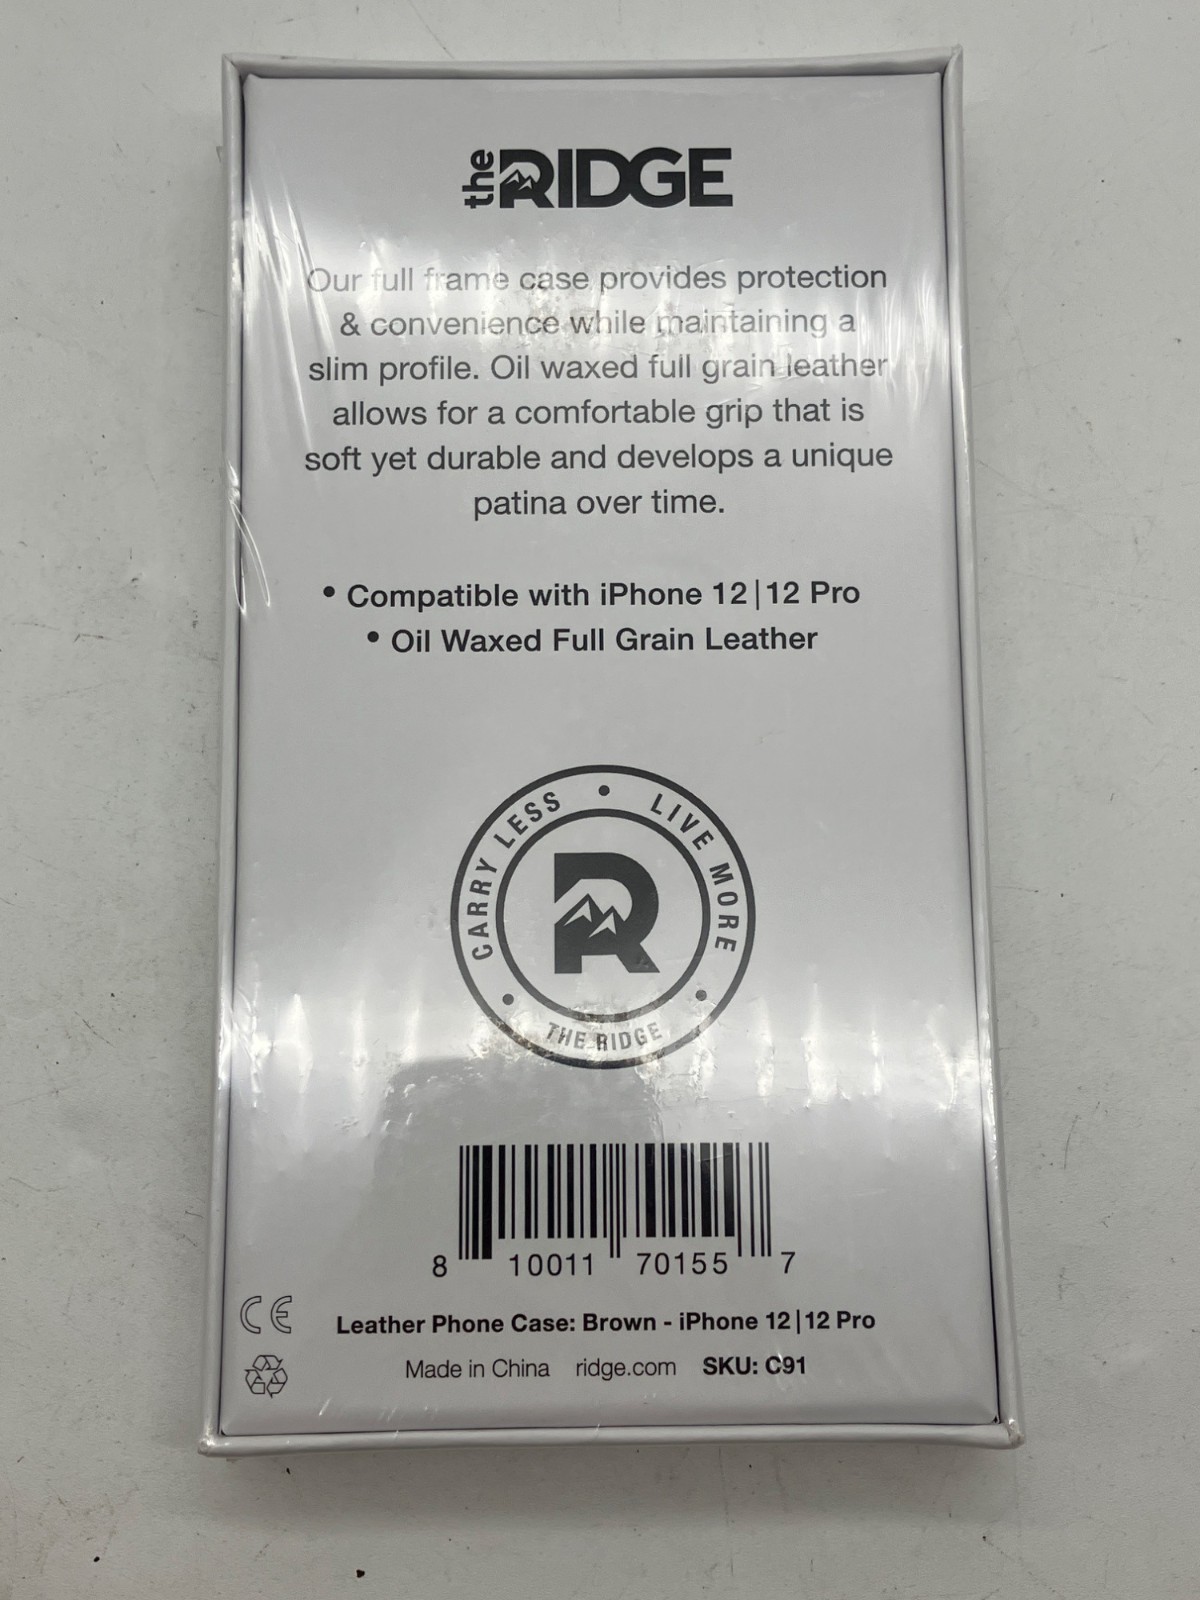 the RIDGE
Our full frame case provides protection
& convenience while maintaining a
slim profile. Oil waxed full grain leather
allows for a comfortable grip that is
soft yet durable and develops a unique
patina over time.
• Compatible with iPhone 12|12 Pro
• Oil Waxed Full Grain Leather
CARRY LESS • LIVE MORE
R
• THE RIDGE •
8 10011 70155 7
CE
Leather Phone Case: Brown - iPhone 12|12 Pro
Made in China ridge.com SKU: C91